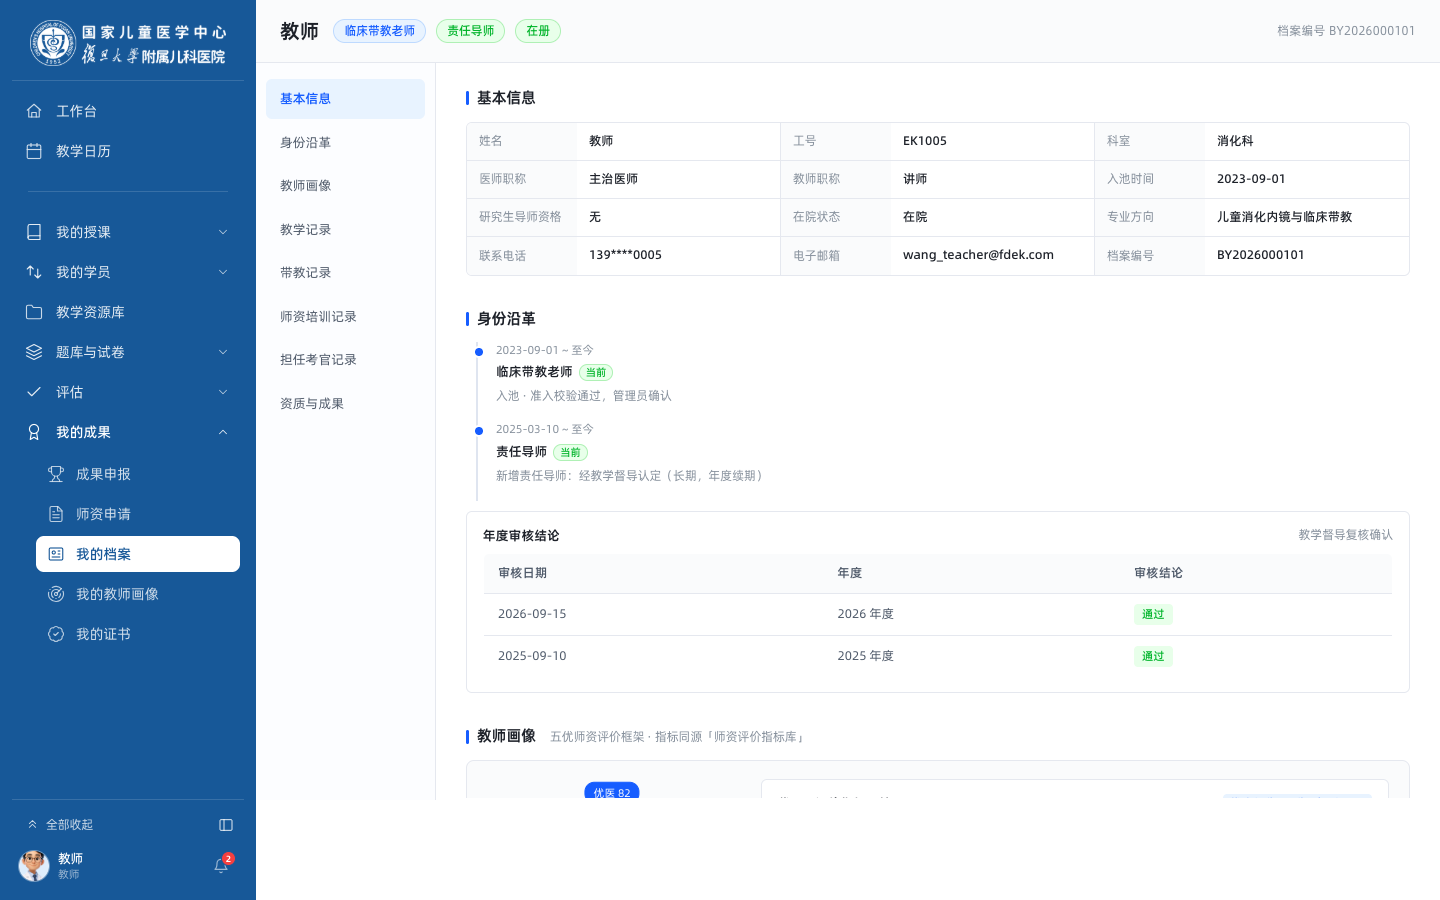 国家儿童医学中心
復旦大学附属儿科医院
1952
工作台
教学日历
我的授课
我的学员
教学资源库
题库与试卷
评估
我的成果
成果申报
师资申请
我的档案
我的教师画像
我的证书
全部收起
教师
教师
2
教师 临床带教老师 责任导师 在册
档案编号 BY2026000101
基本信息
身份沿革
教师画像
教学记录
带教记录
师资培训记录
担任考官记录
资质与成果
基本信息
姓名 教师 工号 EK1005 科室 消化科
医师职称 主治医师 教师职称 讲师 入池时间 2023-09-01
研究生导师资格 无 在院状态 在院 专业方向 儿童消化内镜与临床带教
联系电话 139****0005 电子邮箱 wang_teacher@fdek.com 档案编号 BY2026000101
身份沿革
2023-09-01 ~ 至今
临床带教老师 当前
入池 · 准入校验通过，管理员确认
2025-03-10 ~ 至今
责任导师 当前
新增责任导师：经教学督导认定（长期，年度续期）
年度审核结论 教学督导复核确认
审核日期 年度 审核结论
2026-09-15 2026 年度 通过
2025-09-10 2025 年度 通过
教师画像 五优师资评价框架 · 指标同源「师资评价指标库」
优医 82